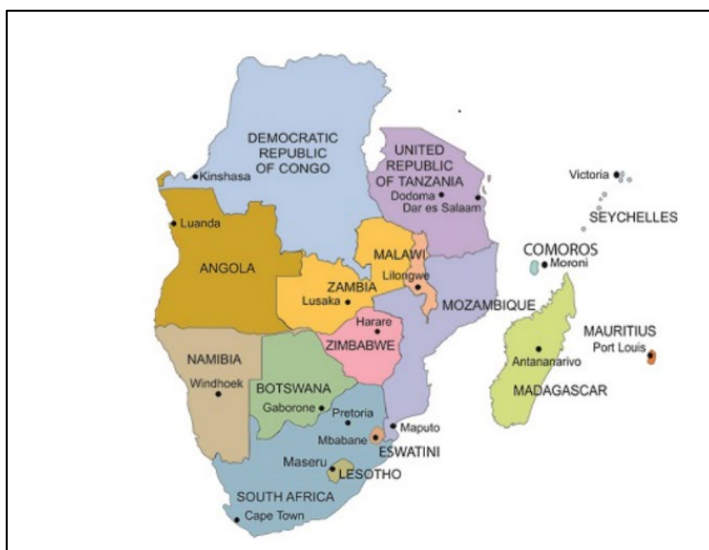 DEMOCRATIC
REPUBLIC
OF CONGO
Kinshasa
UNITED
REPUBLIC
OF TANZANIA
Dodoma
Dar es Salaam
Victoria
SEYCHELLES
Luanda
ANGOLA
MALAWI
Lilongwe
ZAMBIA
Lusaka
COMOROS
Moroni
MOZAMBIQUE
Harare
ZIMBABWE
MAURITIUS
Port Louis
Antananarivo
MADAGASCAR
NAMIBIA
Windhoek
BOTSWANA
Gaborone
Pretoria
Mbabane
Maputo
ESWATINI
Maseru
LESOTHO
SOUTH AFRICA
Cape Town